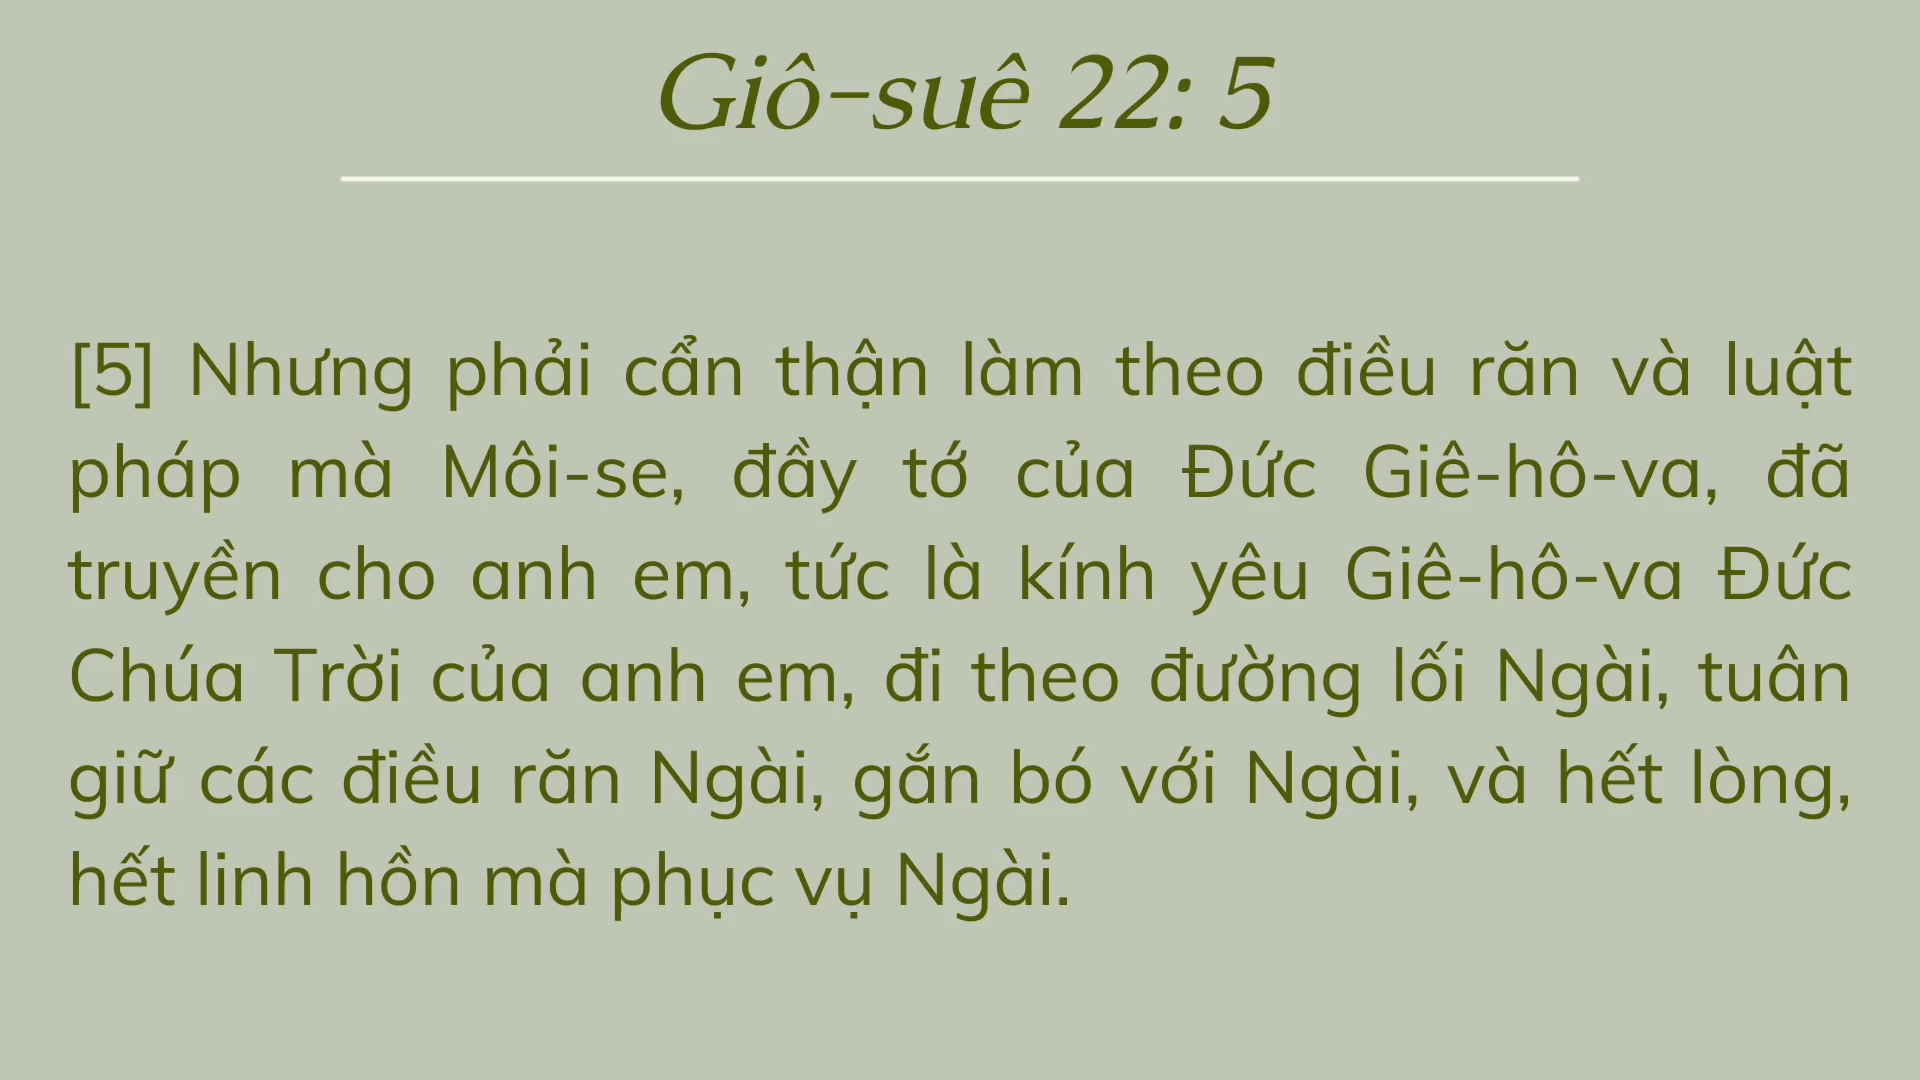 Giô-suê 22: 5
[5] Nhưng phải cẩn thận làm theo điều răn và luật
pháp mà Môi-se, đầy tớ của Đức Giê-hô-va, đã
truyền cho anh em, tức là kính yêu Giê-hô-va Đức
Chúa Trời của anh em, đi theo đường lối Ngài, tuân
giữ các điều răn Ngài, gắn bó với Ngài, và hết lòng,
hết linh hồn mà phục vụ Ngài.